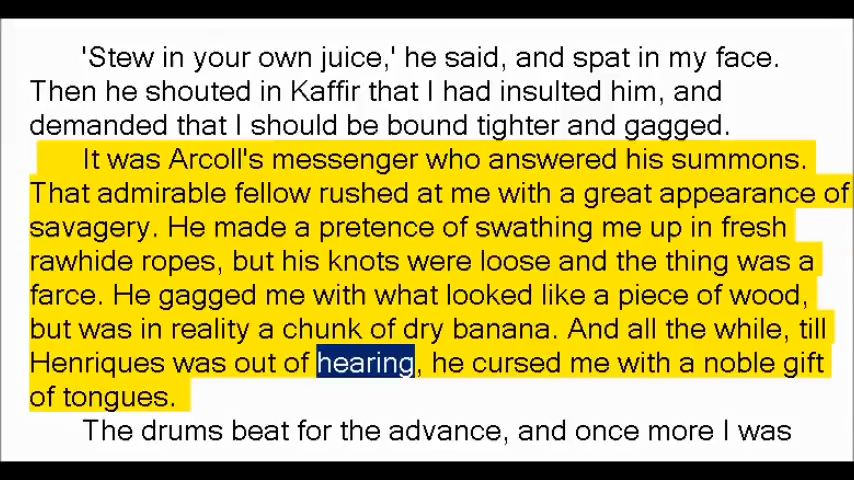 'Stew in your own juice,' he said, and spat in my face.
Then he shouted in Kaffir that I had insulted him, and
demanded that I should be bound tighter and gagged.
It was Arcoll's messenger who answered his summons.
That admirable fellow rushed at me with a great appearance of
savagery. He made a pretence of swathing me up in fresh
rawhide ropes, but his knots were loose and the thing was a
farce. He gagged me with what looked like a piece of wood,
but was in reality a chunk of dry banana. And all the while, till
Henriques was out of hearing, he cursed me with a noble gift
of tongues.
The drums beat for the advance, and once more I was